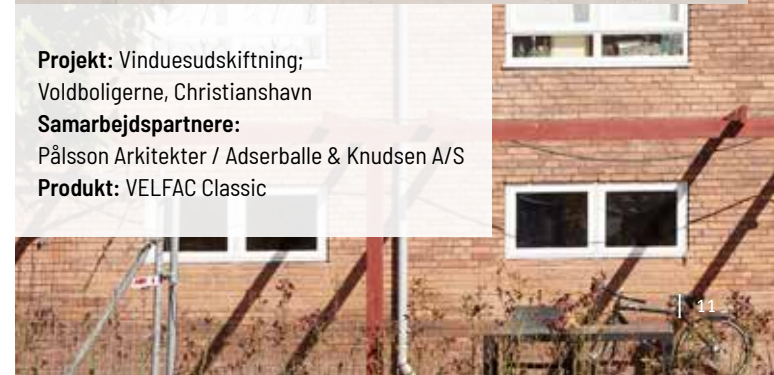 Projekt: Vinduesudskiftning;
Voldboligerne, Christianshavn
Samarbejdspartnere:
Pålsson Arkitekter / Adserballe & Knudsen A/S
Produkt: VELFAC Classic
11